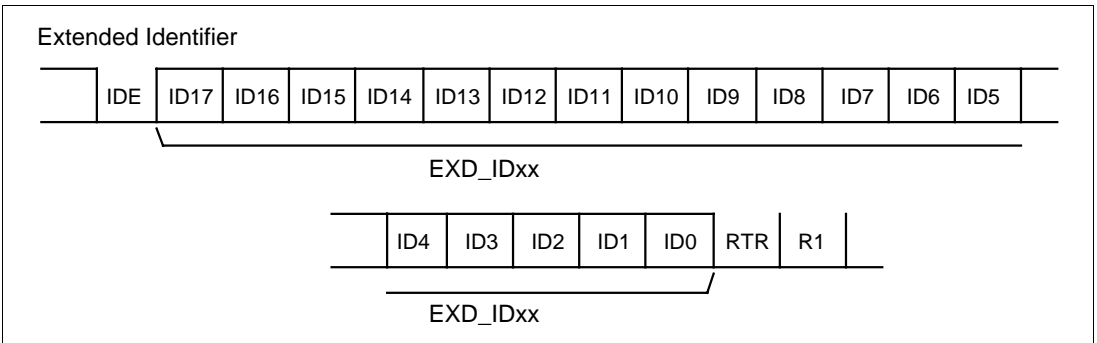 Extended Identifier
IDE ID17 ID16 ID15 ID14 ID13 ID12 ID11 ID10 ID9 ID8 ID7 ID6 ID5
EXD_IDxx
ID4 ID3 ID2 ID1 ID0 RTR R1
EXD_IDxx